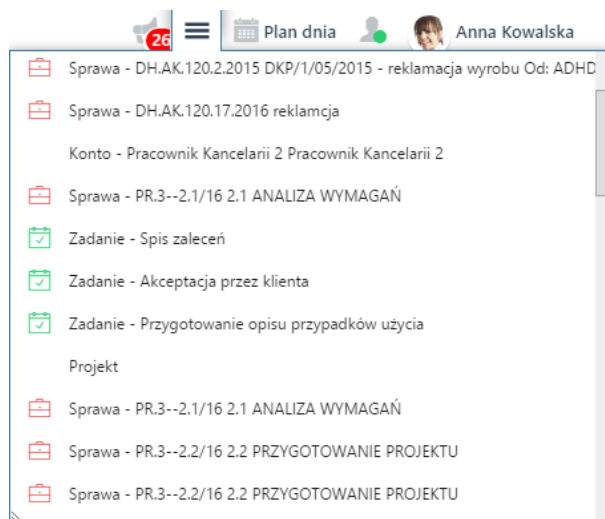 26
Plan dnia
Anna Kowalska
Sprawa - DH.AK.120.2.2015 DKP/1/05/2015 - reklamacja wyrobu Od: ADHD
Sprawa - DH.AK.120.17.2016 reklamcja
Konto - Pracownik Kancelarii 2 Pracownik Kancelarii 2
Sprawa - PR.3--2.1/16 2.1 ANALIZA WYMAGAŃ
Zadanie - Spis zaleceń
Zadanie - Akceptacja przez klienta
Zadanie - Przygotowanie opisu przypadków użycia
Projekt
Sprawa - PR.3--2.1/16 2.1 ANALIZA WYMAGAŃ
Sprawa - PR.3--2.2/16 2.2 PRZYGOTOWANIE PROJEKTU
Sprawa - PR.3--2.2/16 2.2 PRZYGOTOWANIE PROJEKTU